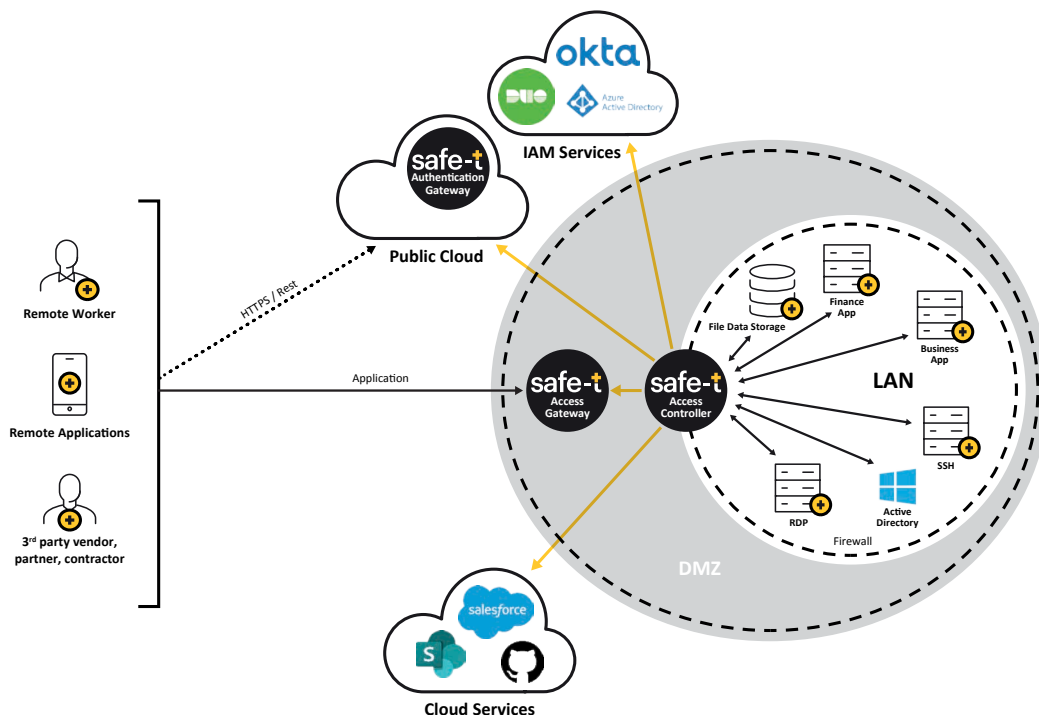 okta
DUO
Azure
Active Directory
IAM Services
safe-t
Authentication
Gateway
Public Cloud
HTTPS / Rest
Remote Worker
Remote Applications
3rd party vendor,
partner, contractor
Application
safe-t
Access
Gateway
safe-t
Access
Controller
File Data Storage
Finance
App
Business
App
LAN
SSH
Active
Directory
RDP
Firewall
DMZ
salesforce
S
Cloud Services